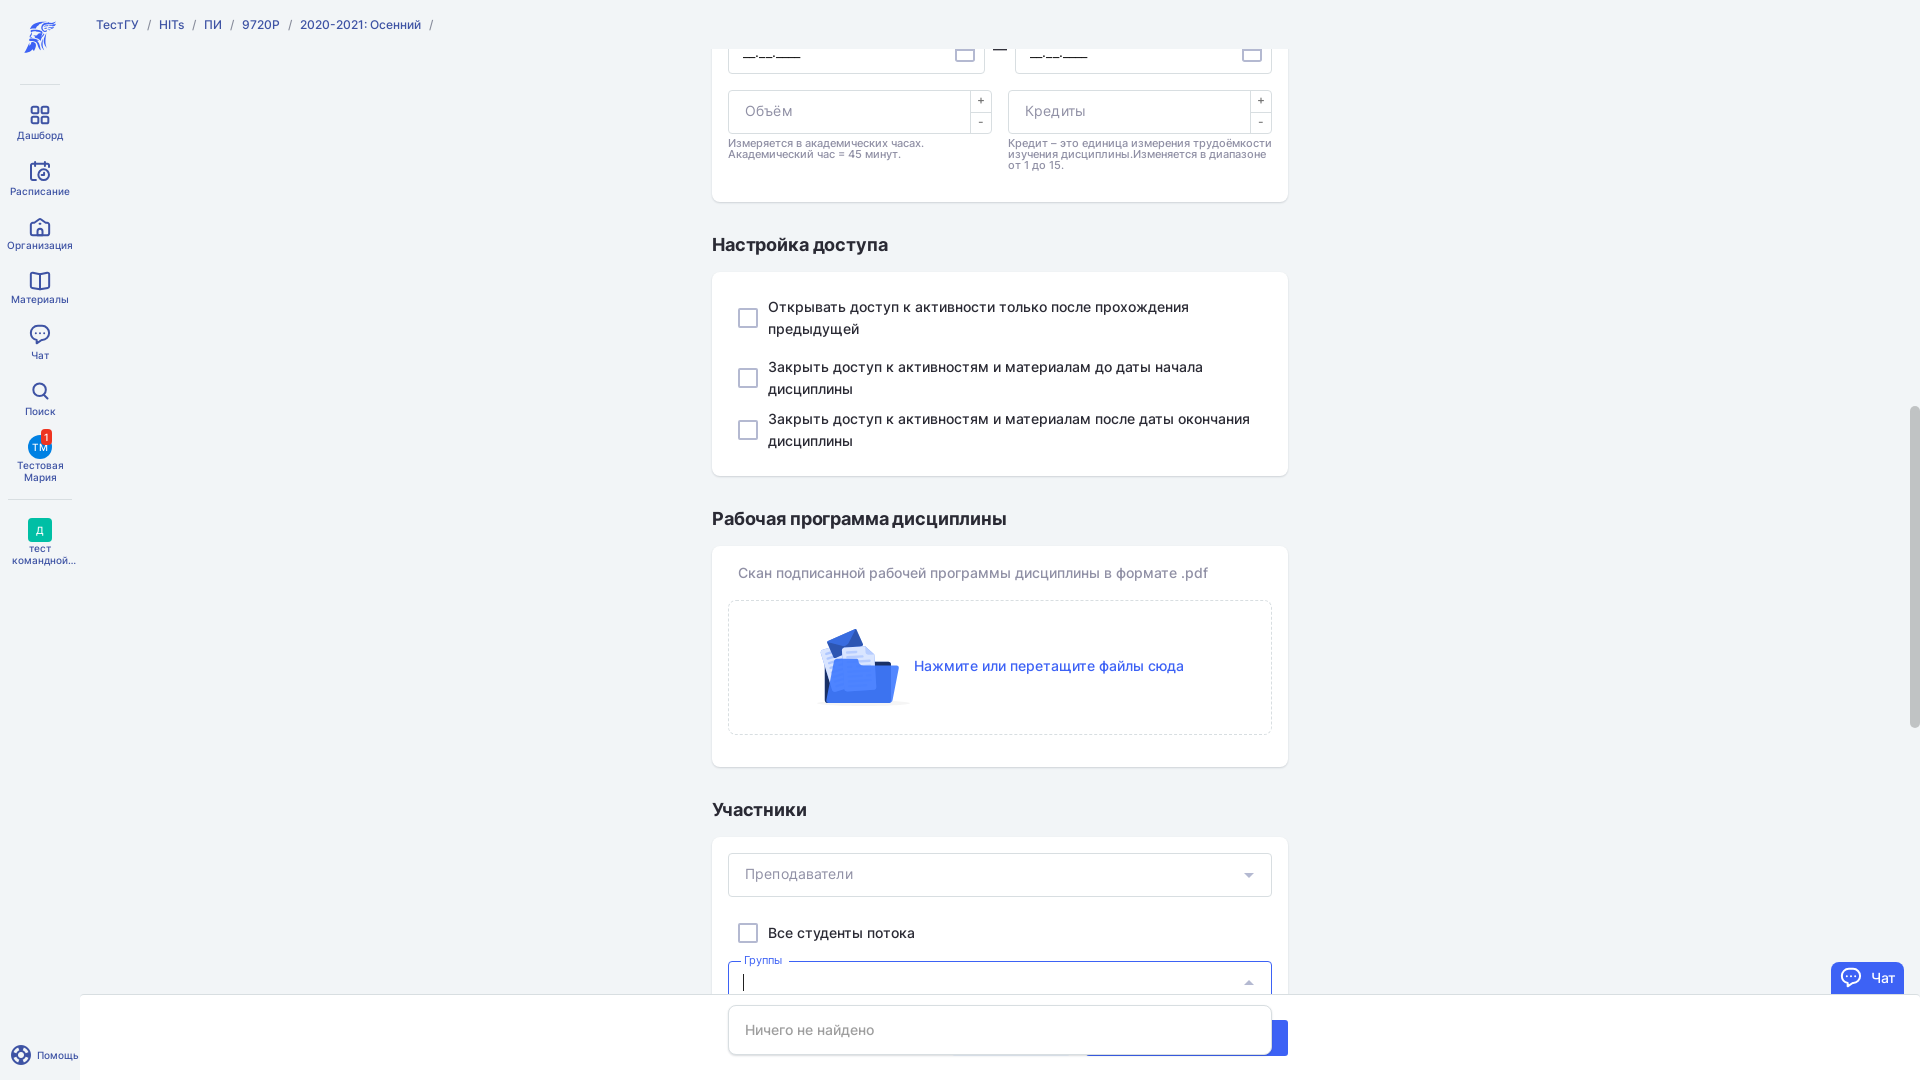 ТестГУ / HITs / ПИ / 9720Р / 2020-2021: Осенний /
Дашборд
Расписание
Организация
Материалы
Чат
Поиск
ТМ
1
Тестовая
Мария
Д
тест
командной...
Помощь
__.__.____ — __.__.____
Объём + -
Измеряется в академических часах.
Академический час = 45 минут.
Кредиты + -
Кредит – это единица измерения трудоёмкости
изучения дисциплины.Изменяется в диапазоне
от 1 до 15.
Настройка доступа
Открывать доступ к активности только после прохождения
предыдущей
Закрыть доступ к активностям и материалам до даты начала
дисциплины
Закрыть доступ к активностям и материалам после даты окончания
дисциплины
Рабочая программа дисциплины
Скан подписанной рабочей программы дисциплины в формате .pdf
Нажмите или перетащите файлы сюда
Участники
Преподаватели
Все студенты потока
Группы
Ничего не найдено
Чат